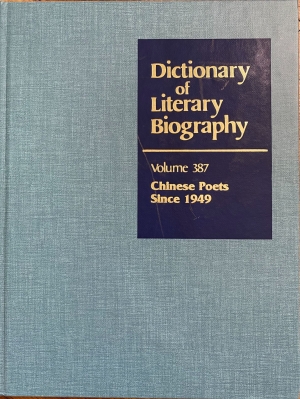 Dictionary
of
Literary
Biography
Volume 387
Chinese Poets
Since 1949